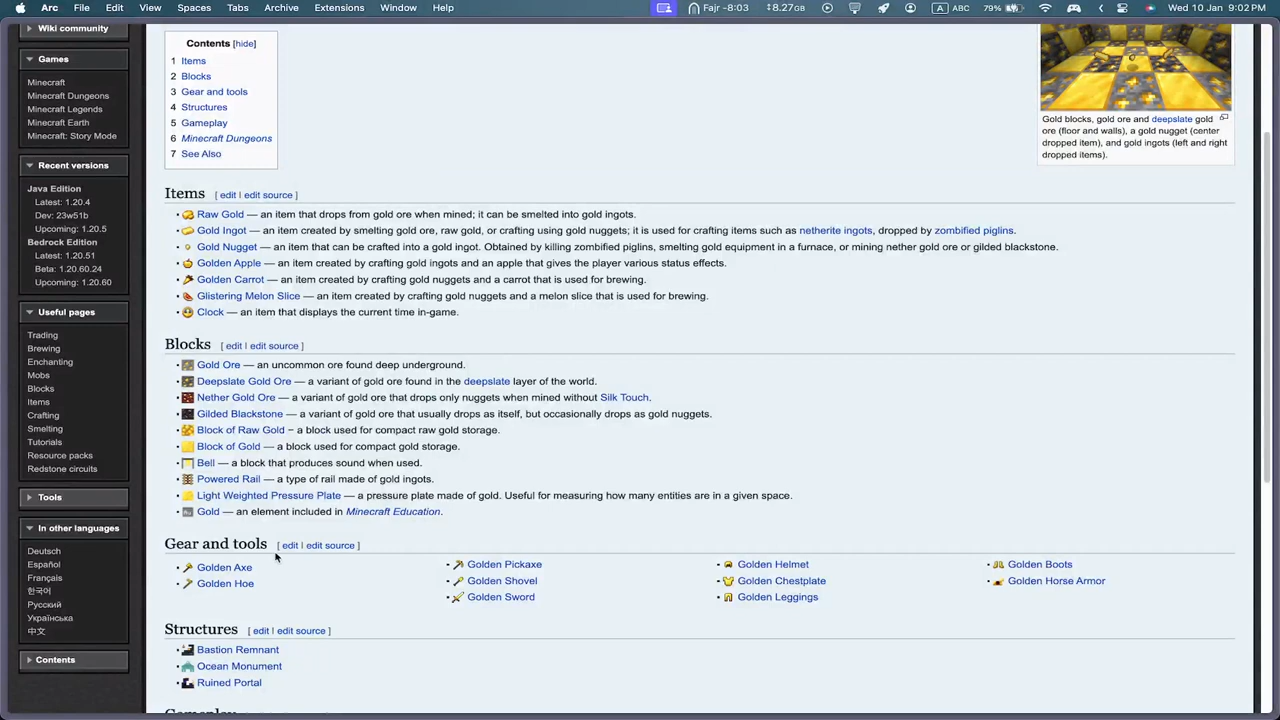 Arc File Edit View Spaces Tabs Archive Extensions Window Help
Fajr -8:03 8.27GB ABC 79% Wed 10 Jan 9:02PM
Wiki community
Games
Minecraft
Minecraft Dungeons
Minecraft Legends
Minecraft Earth
Minecraft: Story Mode
Recent versions
Java Edition
Latest: 1.20.4
Dev: 23w51b
Upcoming: 1.20.5
Bedrock Edition
Latest: 1.20.51
Beta: 1.20.60.24
Upcoming: 1.20.60
Useful pages
Trading
Brewing
Enchanting
Mobs
Blocks
Items
Crafting
Smelting
Tutorials
Resource packs
Redstone circuits
Tools
In other languages
Deutsch
Español
Français
한국어
Русский
Українська
中文
Contents
Contents [hide]
1 Items
2 Blocks
3 Gear and tools
4 Structures
5 Gameplay
6 Minecraft Dungeons
7 See Also
Gold blocks, gold ore and deepslate gold
ore (floor and walls), a gold nugget (center
dropped item), and gold ingots (left and right
dropped items).
Items [ edit | edit source ]
Raw Gold — an item that drops from gold ore when mined; it can be smelted into gold ingots.
Gold Ingot — an item created by smelting gold ore, raw gold, or crafting using gold nuggets; it is used for crafting items such as netherite ingots, dropped by zombified piglins.
Gold Nugget — an item that can be crafted into a gold ingot. Obtained by killing zombified piglins, smelting gold equipment in a furnace, or mining nether gold ore or gilded blackstone.
Golden Apple — an item created by crafting gold ingots and an apple that gives the player various status effects.
Golden Carrot — an item created by crafting gold nuggets and a carrot that is used for brewing.
Glistering Melon Slice — an item created by crafting gold nuggets and a melon slice that is used for brewing.
Clock — an item that displays the current time in-game.
Blocks [ edit | edit source ]
Gold Ore — an uncommon ore found deep underground.
Deepslate Gold Ore — a variant of gold ore found in the deepslate layer of the world.
Nether Gold Ore — a variant of gold ore that drops only nuggets when mined without Silk Touch.
Gilded Blackstone — a variant of gold ore that usually drops as itself, but occasionally drops as gold nuggets.
Block of Raw Gold − a block used for compact raw gold storage.
Block of Gold — a block used for compact gold storage.
Bell — a block that produces sound when used.
Powered Rail — a type of rail made of gold ingots.
Light Weighted Pressure Plate — a pressure plate made of gold. Useful for measuring how many entities are in a given space.
Gold — an element included in Minecraft Education.
Gear and tools [ edit | edit source ]
Golden Axe
Golden Hoe
Golden Pickaxe
Golden Shovel
Golden Sword
Golden Helmet
Golden Chestplate
Golden Leggings
Golden Boots
Golden Horse Armor
Structures [ edit | edit source ]
Bastion Remnant
Ocean Monument
Ruined Portal
Gameplay